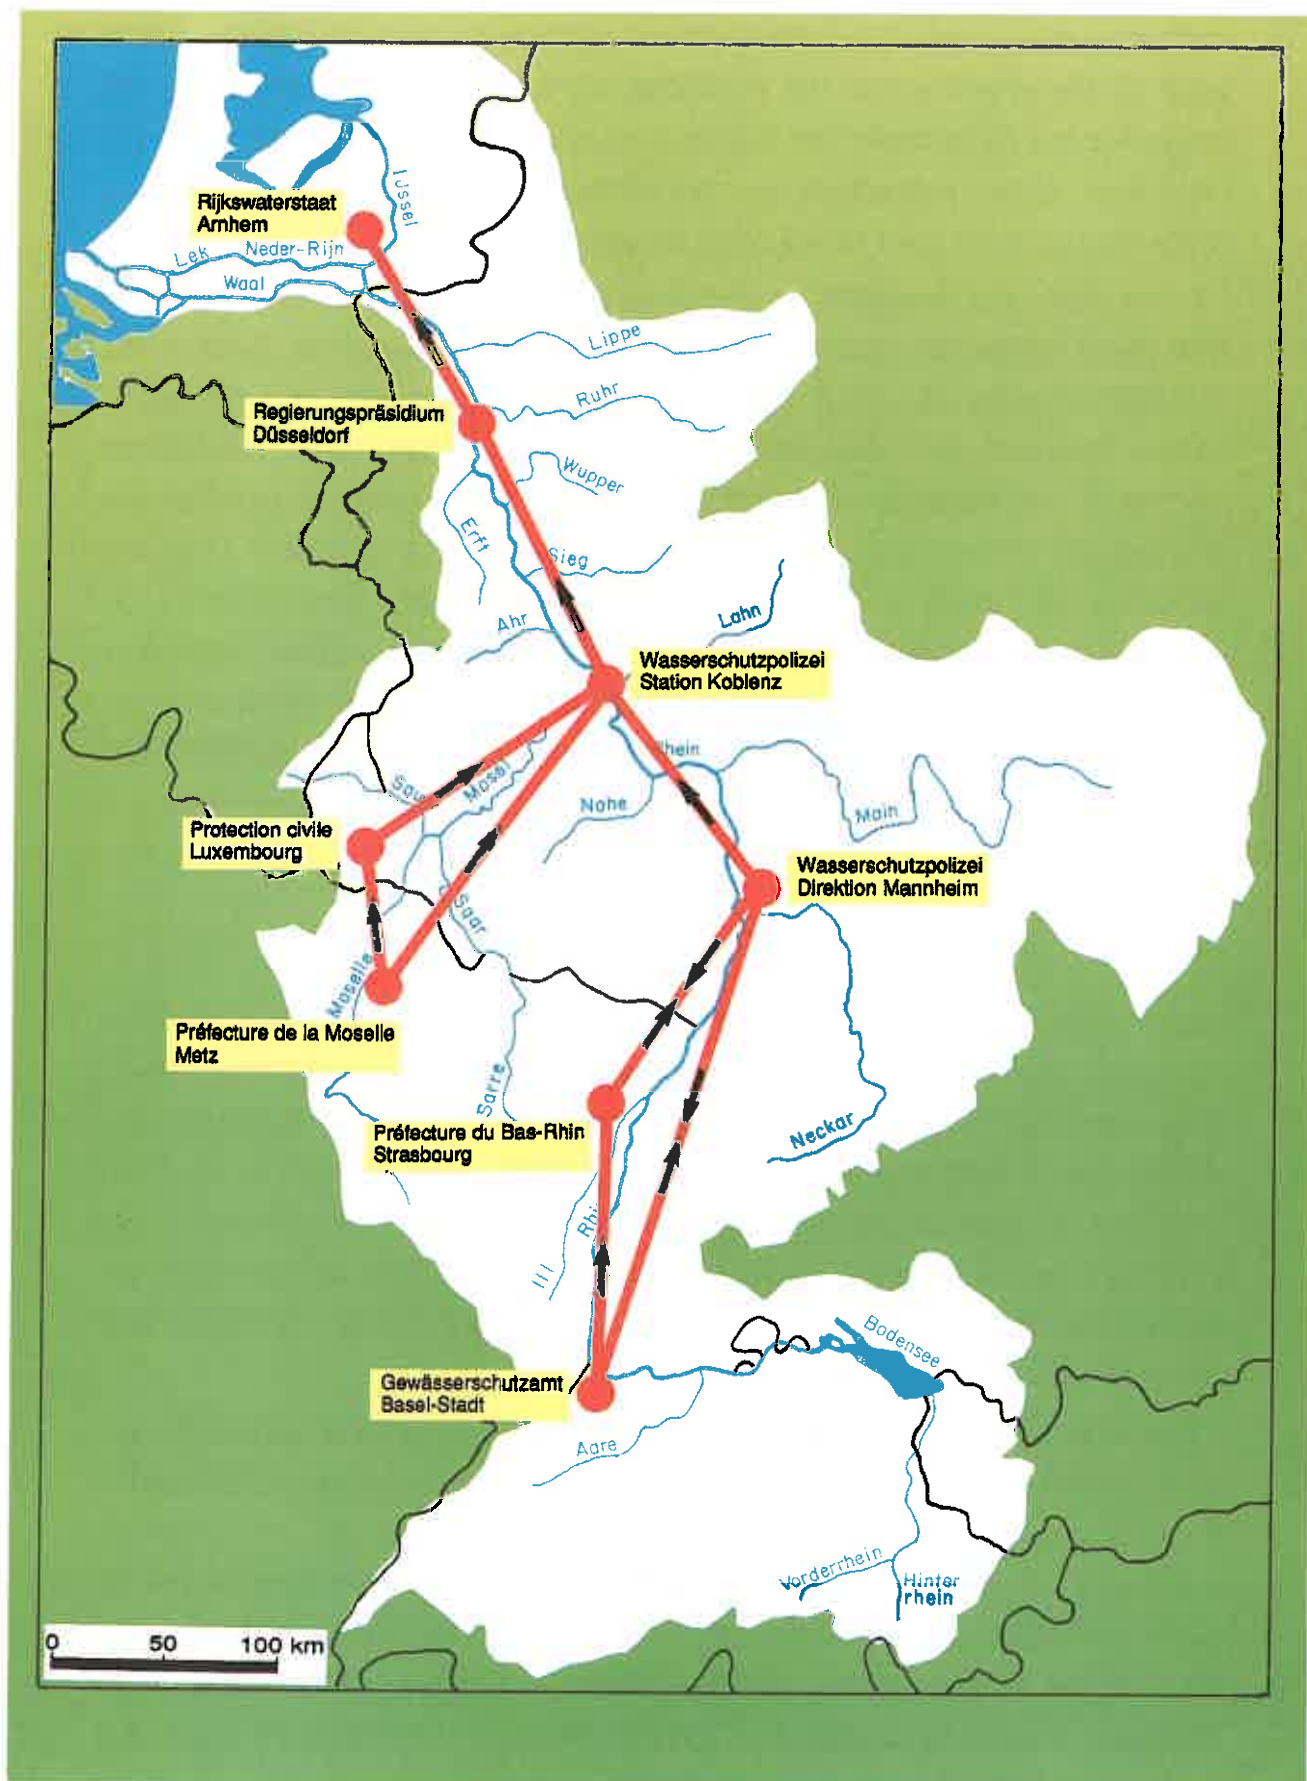 IJssel
Rijkswaterstaat
Arnhem
Lek
Neder-Rijn
Waal
Lippe
Regierungspräsidium
Düsseldorf
Ruhr
Wupper
Erft
Sieg
Lahn
Ahr
Wasserschutzpolizei
Station Koblenz
Rhein
Mosel
Nahe
Main
Protection civile
Luxembourg
Wasserschutzpolizei
Direktion Mannheim
Saar
Moselle
Préfecture de la Moselle
Metz
Sarre
Préfecture du Bas-Rhin
Strasbourg
Neckar
Ill
Bodensee
Gewässerschutzamt
Basel-Stadt
Aare
Vorderrhein
Hinter
rhein
0 50 100 km